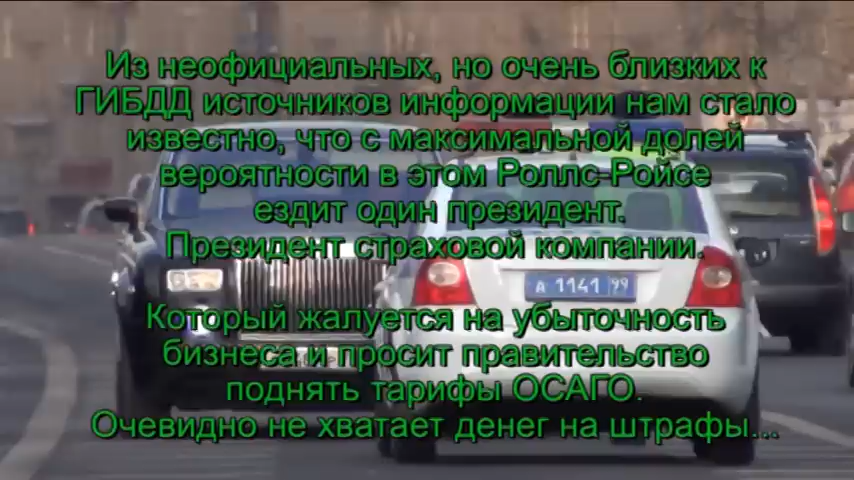 Из неофициальных, но очень близких к
ГИБДД источников информации нам стало
известно, что с максимальной долей
вероятности в этом Роллс-Ройсе
ездит один президент.
Президент страховой компании.
А 1141 99
Который жалуется на убыточность
бизнеса и просит правительство
поднять тарифы ОСАГО.
Очевидно не хватает денег на штрафы...